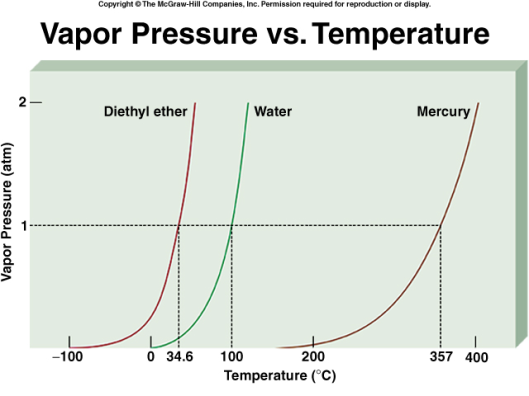 Copyright © The McGraw-Hill Companies, Inc. Permission required for reproduction or display.
Vapor Pressure vs. Temperature
2
Diethyl ether
Water
Mercury
Vapor Pressure (atm)
1
−100
0
34.6
100
200
357
400
Temperature (°C)